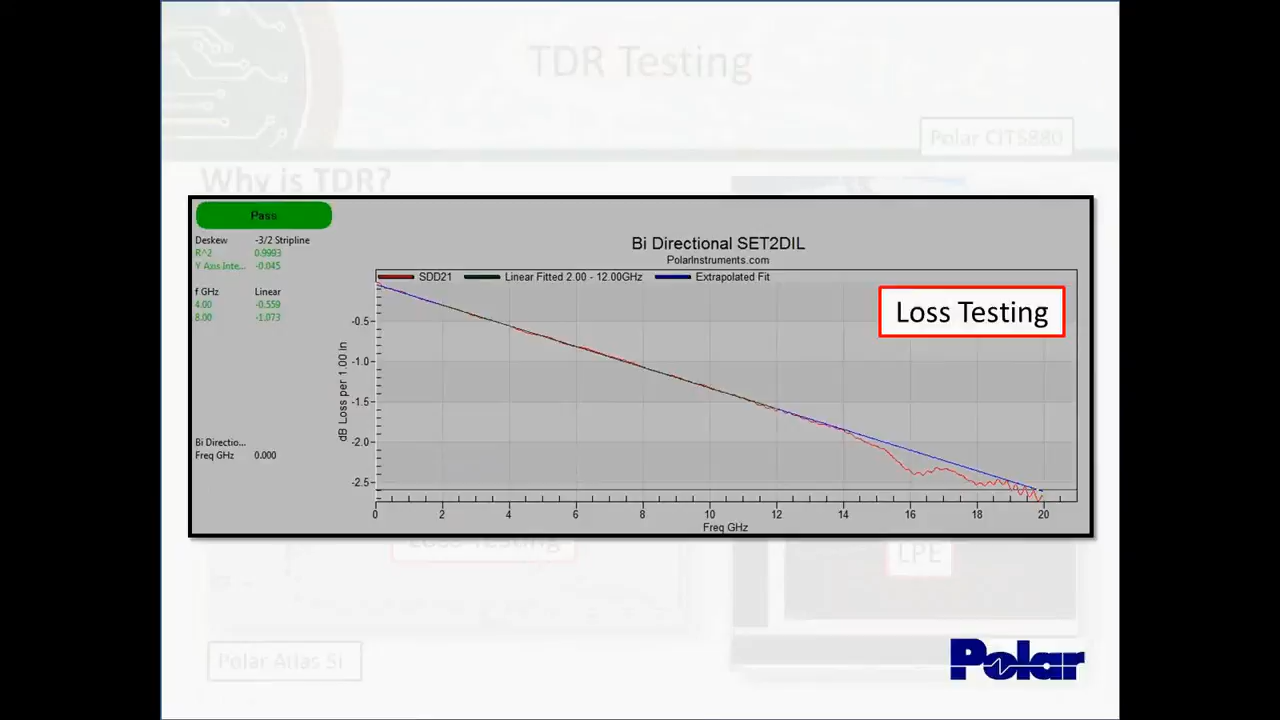 TDR Testing
Polar CITS880
Why is TDR?
Pass
Deskew -3/2 Stripline
R^2 0.9993
Y Axis Inte... -0.045
f GHz Linear
4.00 -0.559
8.00 -1.073
Bi Directio...
Freq GHz 0.000
Bi Directional SET2DIL
PolarInstruments.com
SDD21 Linear Fitted 2.00 - 12.00GHz Extrapolated Fit
Loss Testing
dB Loss per 1.00 in
-0.5
-1.0
-1.5
-2.0
-2.5
0 2 4 6 8 10 12 14 16 18 20
Freq GHz
Loss Testing
LPE
Polar Atlas Si
Polar